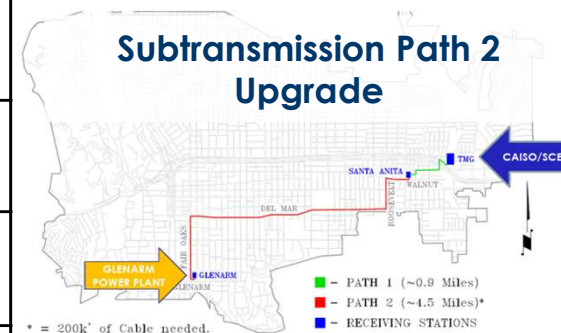 Subtransmission Path 2
Upgrade
TMG
CAISO/SCE
SANTA ANITA
WALNUT
ROOSEVELT
DEL MAR
FAIR OAKS
GLENARM
POWER PLANT
GLENARM
GLENARM
- PATH 1 (~0.9 Miles)
- PATH 2 (~4.5 Miles)*
- RECEIVING STATIONS
* = 200k' of Cable needed.